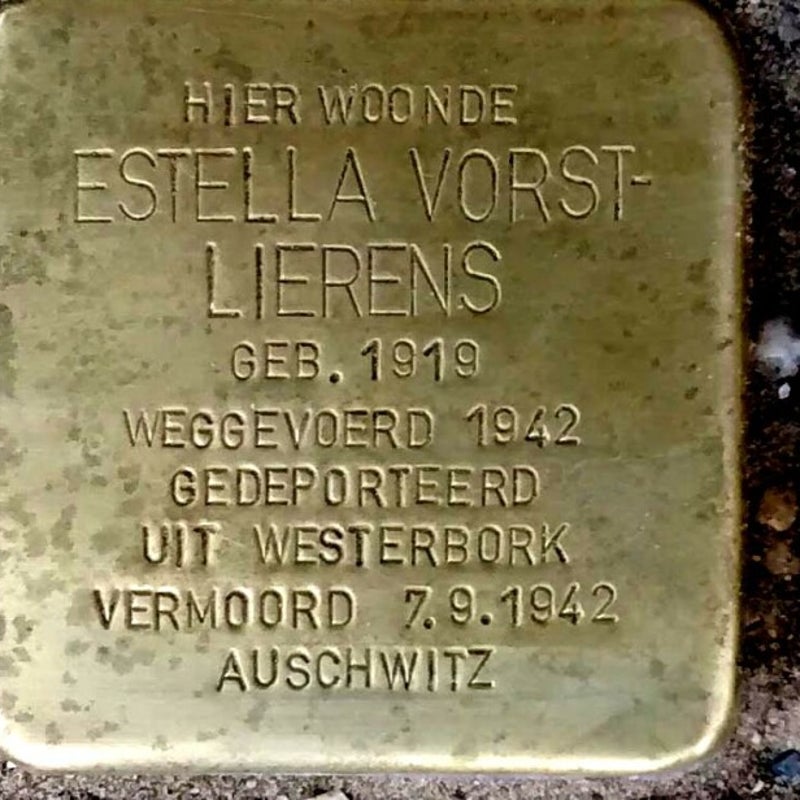 HIER WOONDE
ESTELLA VORST-
LIERENS
GEB. 1919
WEGGEVOERD 1942
GEDEPORTEERD
UIT WESTERBORK
VERMOORD 7.9.1942
AUSCHWITZ